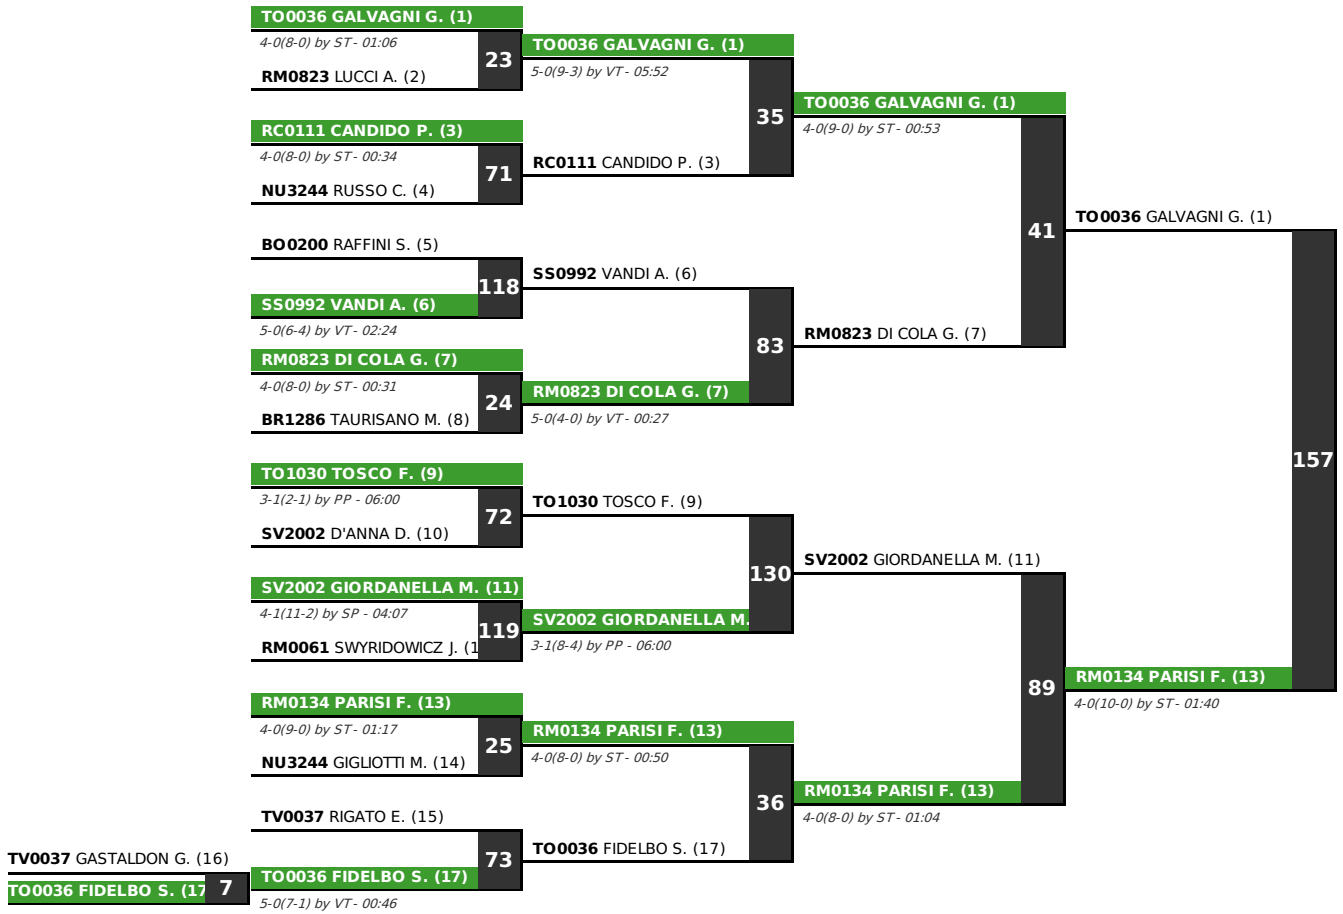 TO0036 GALVAGNI G. (1)
4-0(8-0) by ST - 01:06
23
RM0823 LUCCI A. (2)
RC0111 CANDIDO P. (3)
4-0(8-0) by ST - 00:34
71
NU3244 RUSSO C. (4)
BO0200 RAFFINI S. (5)
118
SS0992 VANDI A. (6)
5-0(6-4) by VT - 02:24
RM0823 DI COLA G. (7)
4-0(8-0) by ST - 00:31
24
BR1286 TAURISANO M. (8)
TO1030 TOSCO F. (9)
3-1(2-1) by PP - 06:00
72
SV2002 D'ANNA D. (10)
SV2002 GIORDANELLA M. (11)
4-1(11-2) by SP - 04:07
119
RM0061 SWYRIDOWICZ J. (1
RM0134 PARISI F. (13)
4-0(9-0) by ST - 01:17
25
NU3244 GIGLIOTTI M. (14)
TV0037 RIGATO E. (15)
73
TV0037 GASTALDON G. (16)
TO0036 FIDELBO S. (17
7
TO0036 FIDELBO S. (17)
5-0(7-1) by VT - 00:46
TO0036 GALVAGNI G. (1)
5-0(9-3) by VT - 05:52
35
RC0111 CANDIDO P. (3)
SS0992 VANDI A. (6)
83
RM0823 DI COLA G. (7)
5-0(4-0) by VT - 00:27
TO1030 TOSCO F. (9)
130
SV2002 GIORDANELLA M.
3-1(8-4) by PP - 06:00
RM0134 PARISI F. (13)
4-0(8-0) by ST - 00:50
36
TO0036 FIDELBO S. (17)
TO0036 GALVAGNI G. (1)
4-0(9-0) by ST - 00:53
41
RM0823 DI COLA G. (7)
SV2002 GIORDANELLA M. (11)
89
RM0134 PARISI F. (13)
4-0(8-0) by ST - 01:04
TO0036 GALVAGNI G. (1)
157
RM0134 PARISI F. (13)
4-0(10-0) by ST - 01:40